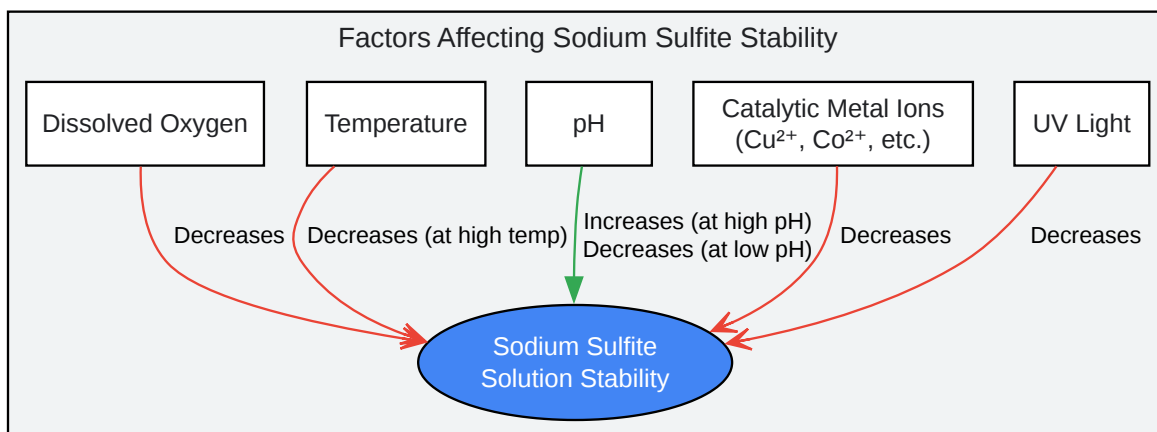 Factors Affecting Sodium Sulfite Stability
Dissolved Oxygen
Temperature
pH
Catalytic Metal Ions
(Cu²⁺, Co²⁺, etc.)
UV Light
Decreases
Decreases (at high temp)
Increases (at high pH)
Decreases (at low pH)
Decreases
Decreases
Sodium Sulfite
Solution Stability